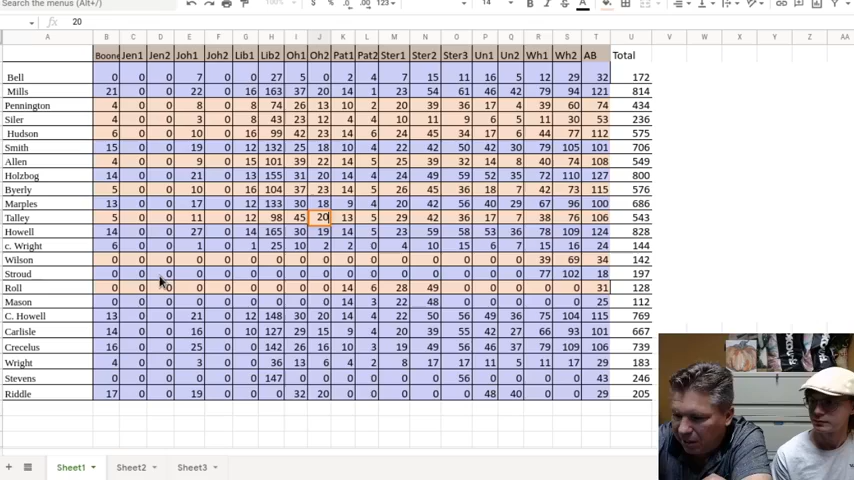 Search the menus (Alt+/)
100% $ % .0 .00 123 14 A
20
A B C D E F G H I J K L M N O P Q R S T U V W X Y Z AA
Boone Jen1 Jen2 Joh1 Joh2 Lib1 Lib2 Oh1 Oh2 Pat1 Pat2 Ster1 Ster2 Ster3 Un1 Un2 Wh1 Wh2 AB Total
Bell 0 0 0 7 0 0 27 5 0 2 4 7 15 11 16 5 12 29 32 172
Mills 21 0 0 22 0 16 163 37 20 14 1 23 54 61 46 42 79 94 121 814
Pennington 4 0 0 8 0 8 74 26 13 10 2 20 39 36 17 4 39 60 74 434
Siler 4 0 0 3 0 8 43 23 12 4 4 10 11 9 6 5 11 30 53 236
Hudson 6 0 0 10 0 16 99 42 23 14 6 24 45 34 17 6 44 77 112 575
Smith 15 0 0 19 0 12 132 25 18 10 4 22 42 50 42 30 79 105 101 706
Allen 4 0 0 9 0 15 101 39 22 14 5 25 39 32 14 8 40 74 108 549
Holzbog 14 0 0 21 0 13 155 31 20 14 4 24 49 59 52 35 72 110 127 800
Byerly 5 0 0 10 0 16 104 37 23 14 4 26 45 36 18 7 42 73 115 576
Marples 13 0 0 17 0 12 133 30 18 9 4 20 42 56 40 29 67 96 100 686
Talley 5 0 0 11 0 12 98 45 20 13 5 29 42 36 17 7 38 76 106 543
Howell 14 0 0 27 0 14 165 30 19 14 5 23 59 58 53 36 78 109 124 828
c. Wright 6 0 0 1 0 1 25 10 2 2 0 4 10 15 6 7 15 16 24 144
Wilson 0 0 0 0 0 0 0 0 0 0 0 0 0 0 0 0 39 69 34 142
Stroud 0 0 0 0 0 0 0 0 0 0 0 0 0 0 0 0 77 102 18 197
Roll 0 0 0 0 0 0 0 0 0 14 6 28 49 0 0 0 0 0 31 128
Mason 0 0 0 0 0 0 0 0 0 14 3 22 48 0 0 0 0 0 25 112
C. Howell 13 0 0 21 0 12 148 30 20 14 4 22 50 56 49 36 75 104 115 769
Carlisle 14 0 0 16 0 10 127 29 15 9 4 20 39 55 42 27 66 93 101 667
Crecelus 16 0 0 25 0 0 142 26 16 10 3 19 49 56 47 36 79 109 106 739
Wright 4 0 0 3 0 0 36 13 6 4 2 8 17 17 11 5 11 17 29 183
Stevens 0 0 0 0 0 0 147 0 0 0 0 0 0 56 0 0 0 0 43 246
Riddle 17 0 0 19 0 0 0 32 20 0 0 0 0 0 48 40 0 0 29 205
Sheet1 Sheet2 Sheet3